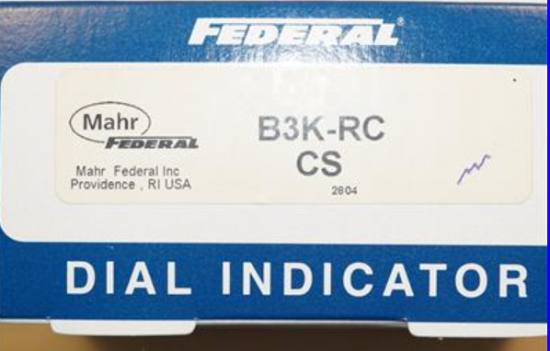 FEDERAL®
Mahr
FEDERAL
Mahr Federal Inc
Providence , RI USA
B3K-RC
CS
2804
DIAL INDICATOR